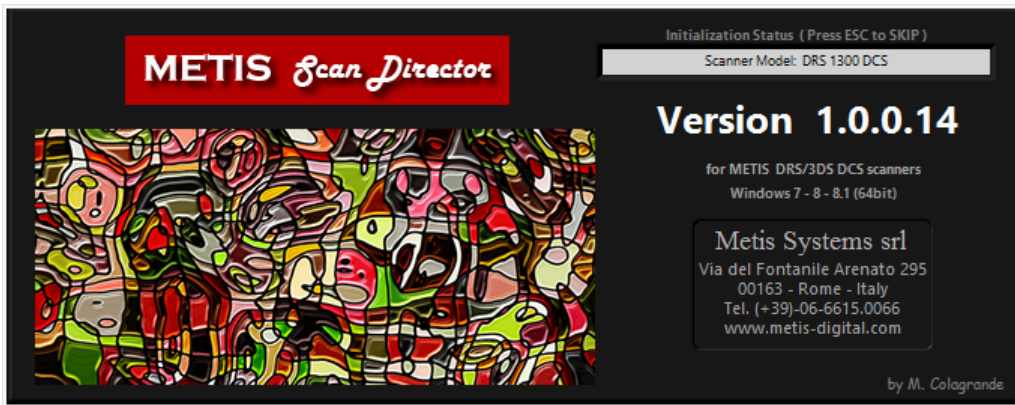 METIS Scan Director
Initialization Status ( Press ESC to SKIP )
Scanner Model: DRS 1300 DCS
Version 1.0.0.14
for METIS DRS/3DS DCS scanners
Windows 7 - 8 - 8.1 (64bit)
Metis Systems srl
Via del Fontanile Arenato 295
00163 - Rome - Italy
Tel. (+39)-06-6615.0066
www.metis-digital.com
by M. Colagrande